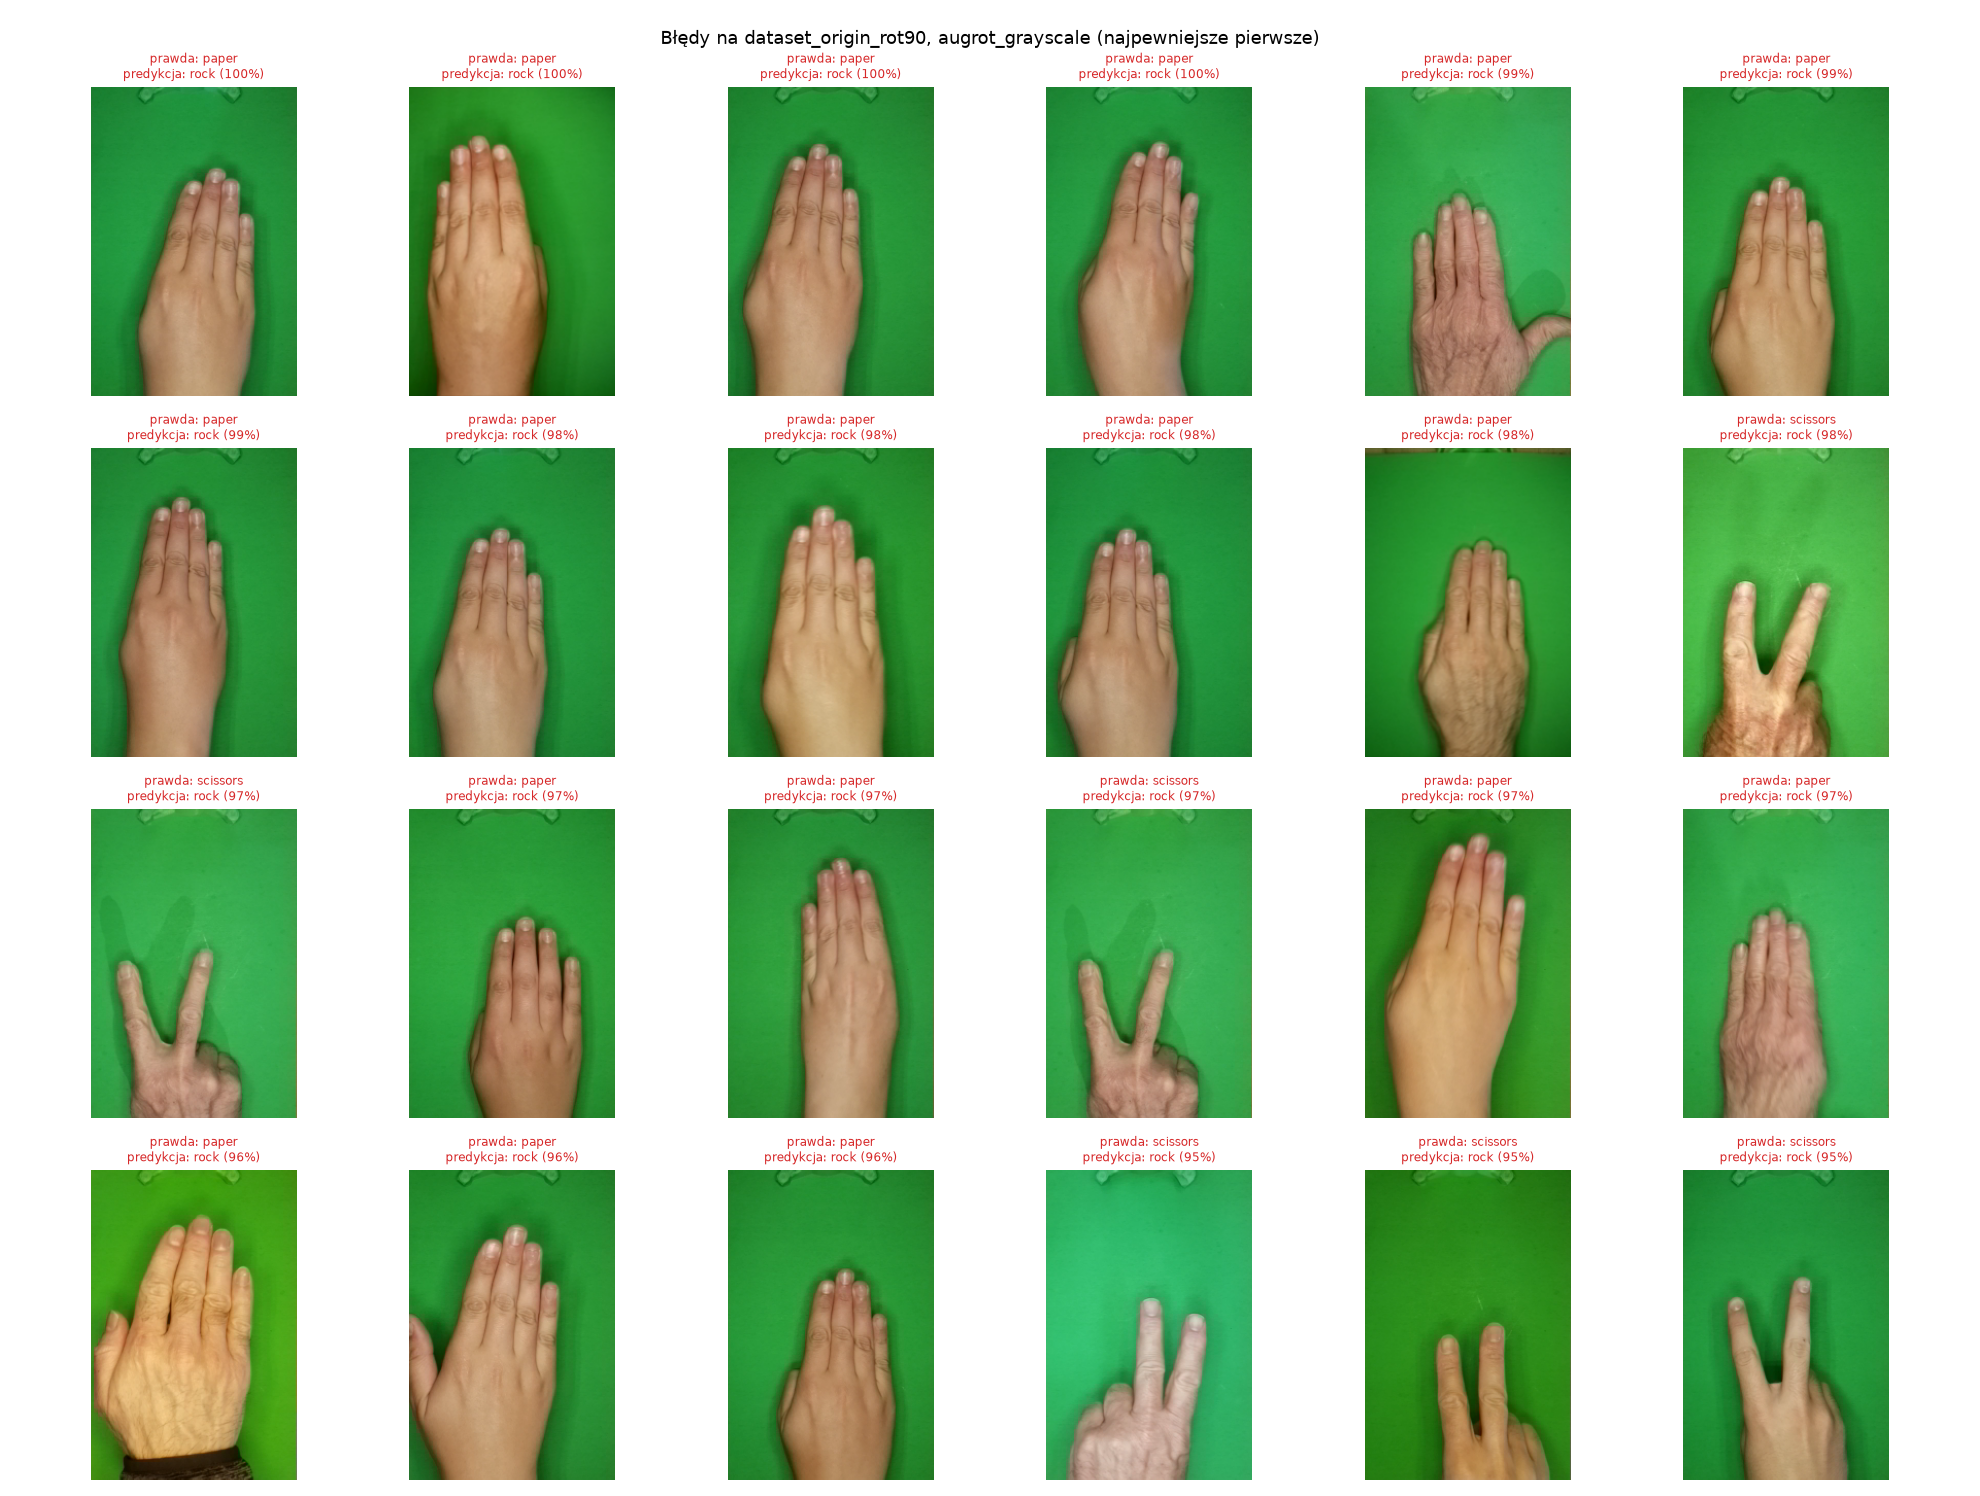 Błędy na dataset_origin_rot90, augrot_grayscale (najpewniejsze pierwsze)
prawda: paper
predykcja: rock (100%)
prawda: paper
predykcja: rock (100%)
prawda: paper
predykcja: rock (100%)
prawda: paper
predykcja: rock (100%)
prawda: paper
predykcja: rock (99%)
prawda: paper
predykcja: rock (99%)
prawda: paper
predykcja: rock (99%)
prawda: paper
predykcja: rock (98%)
prawda: paper
predykcja: rock (98%)
prawda: paper
predykcja: rock (98%)
prawda: paper
predykcja: rock (98%)
prawda: scissors
predykcja: rock (98%)
prawda: scissors
predykcja: rock (97%)
prawda: paper
predykcja: rock (97%)
prawda: paper
predykcja: rock (97%)
prawda: scissors
predykcja: rock (97%)
prawda: paper
predykcja: rock (97%)
prawda: paper
predykcja: rock (97%)
prawda: paper
predykcja: rock (96%)
prawda: paper
predykcja: rock (96%)
prawda: paper
predykcja: rock (96%)
prawda: scissors
predykcja: rock (95%)
prawda: scissors
predykcja: rock (95%)
prawda: scissors
predykcja: rock (95%)